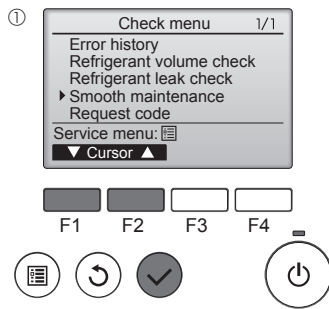 ①
Check menu 1/1
Error history
Refrigerant volume check
Refrigerant leak check
Smooth maintenance
Request code
Service menu:
▼ Cursor ▲
F1 F2 F3 F4